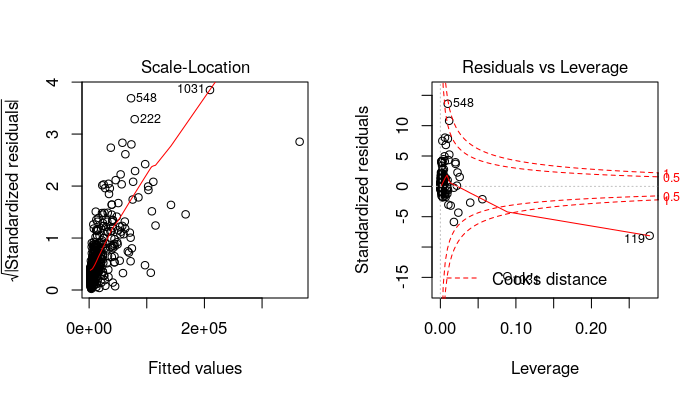 Scale-Location
√|Standardized residuals|
4
3
2
1
0
0e+00
2e+05
Fitted values
548
222
1031
Residuals vs Leverage
Standardized residuals
5
0
-5
-15
0.00
0.10
0.20
Leverage
548
119
1
0.5
0.5
1
Cook's distance